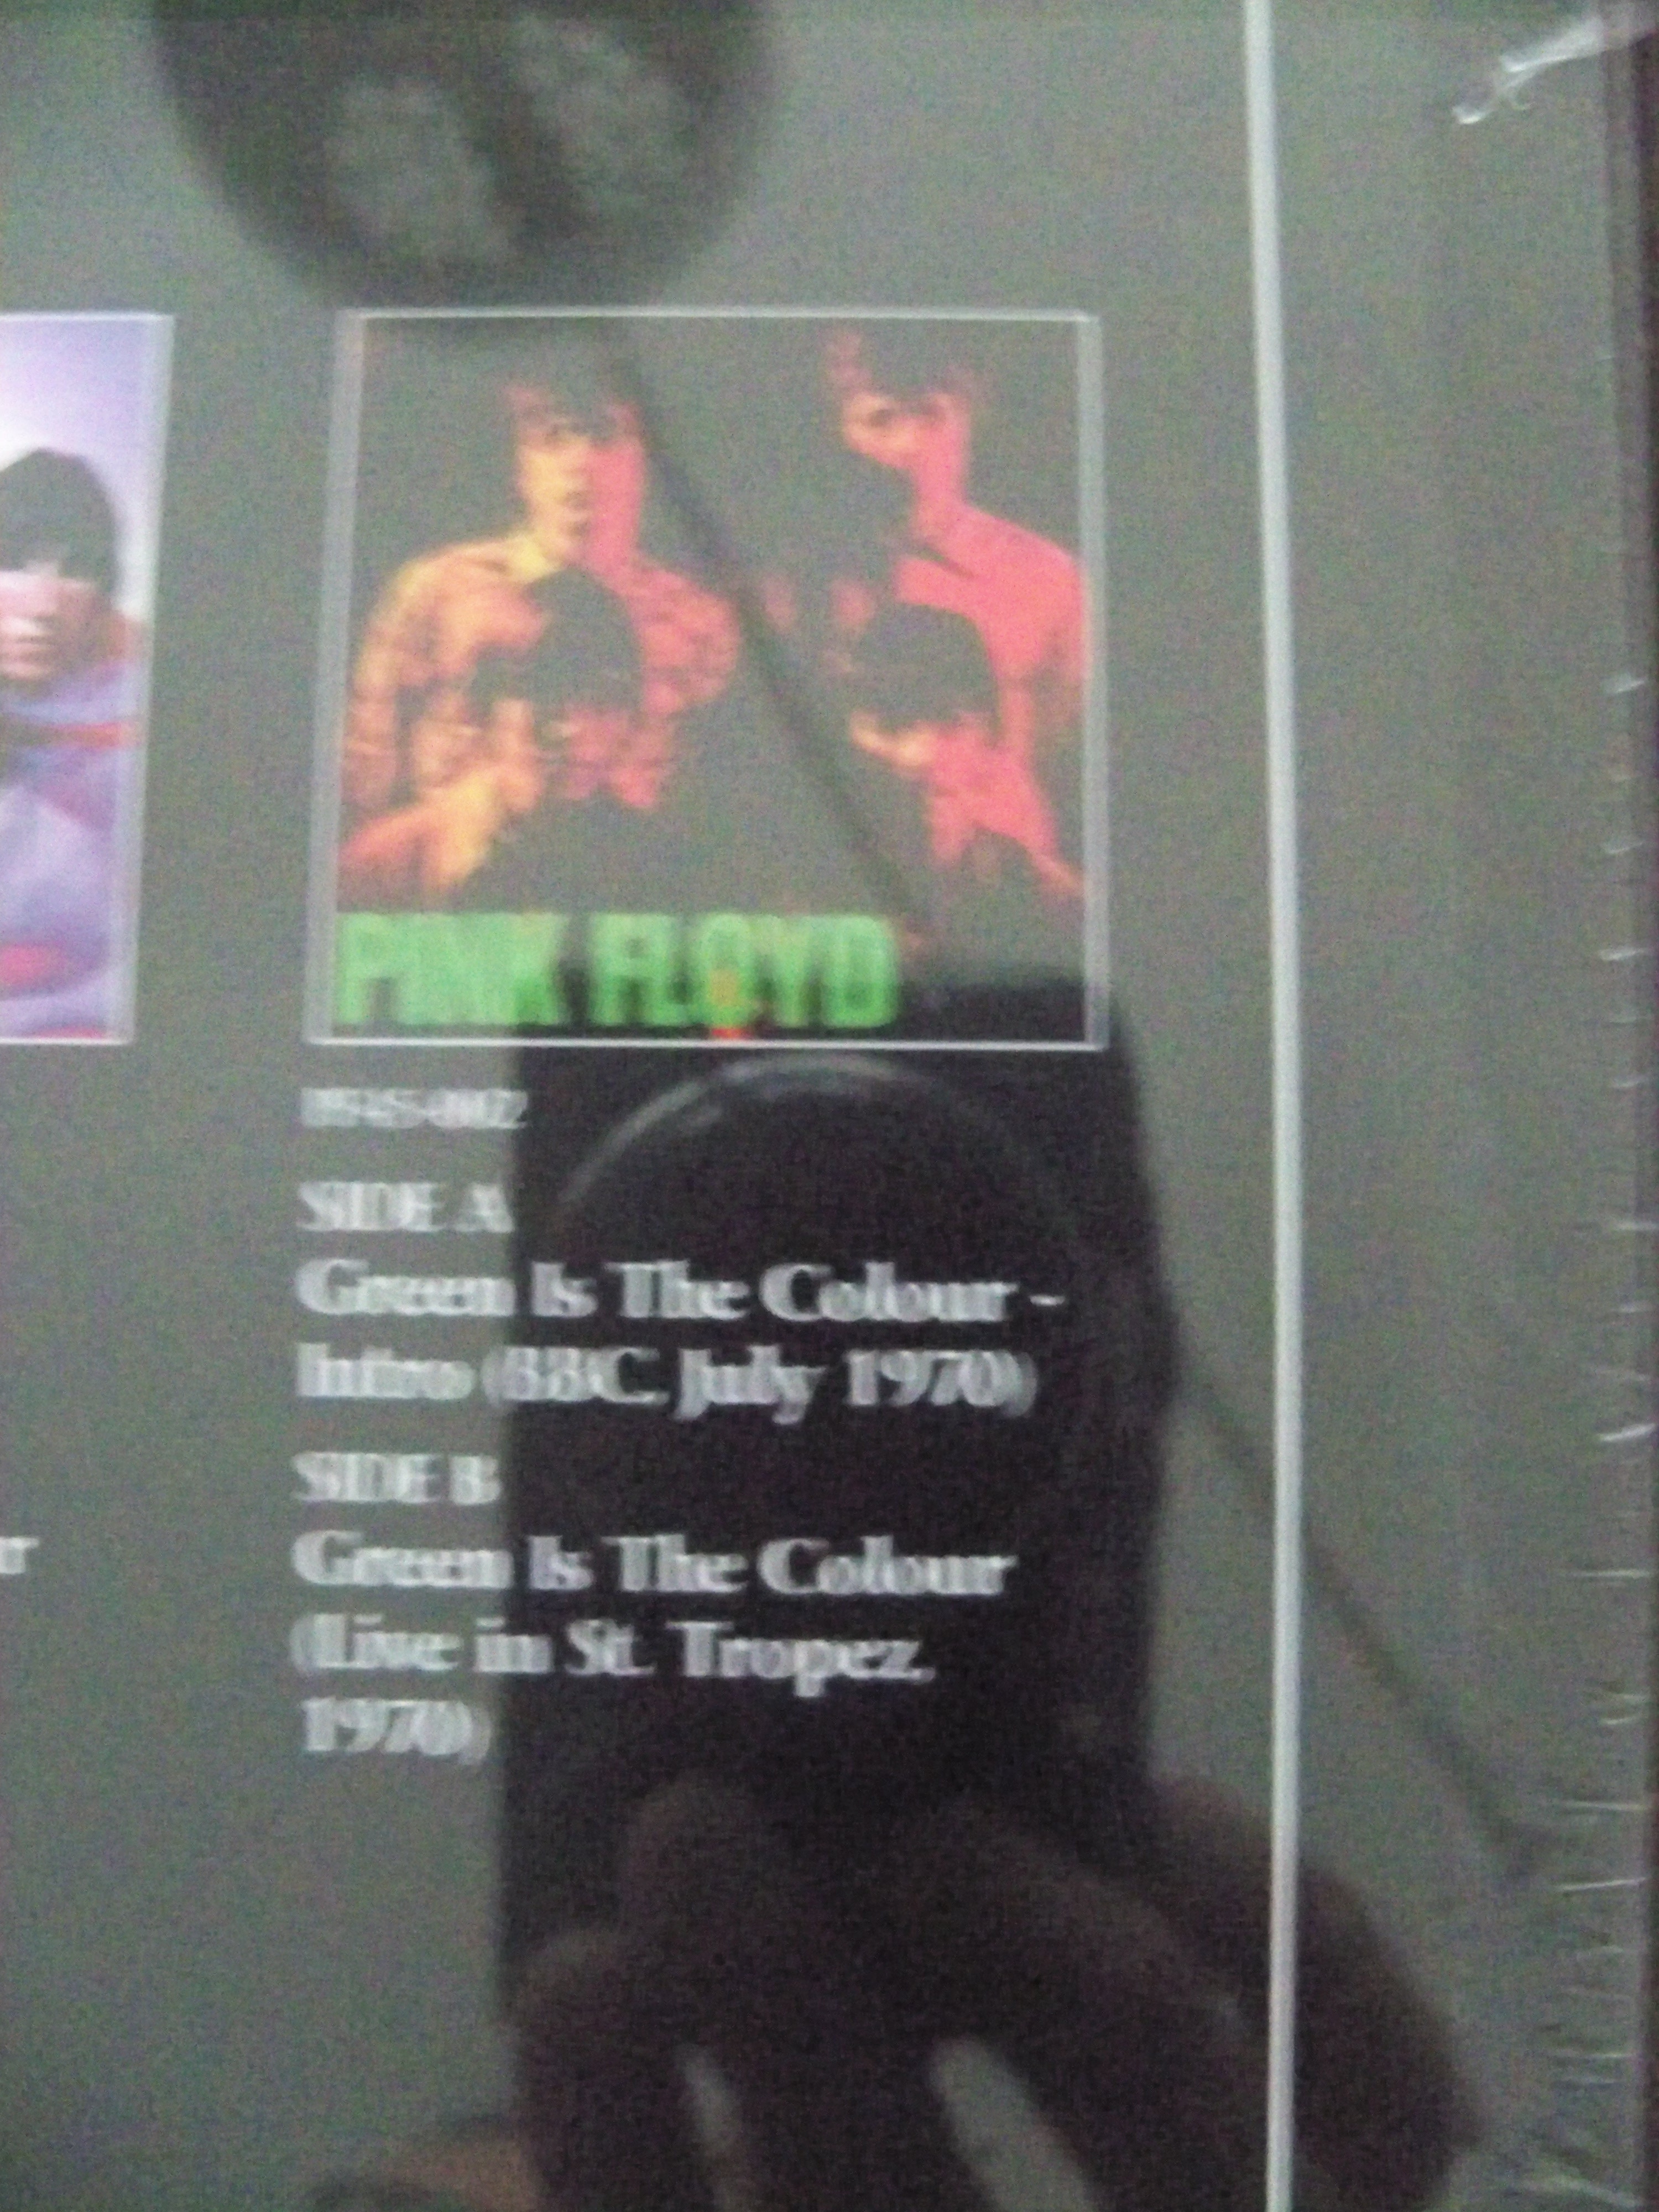 PINK FLOYD
SIDE A
Green Is The Colour -
Intro (BBC, July 1970)
SIDE B
Green Is The Colour
(Live in St. Tropez,
1970)